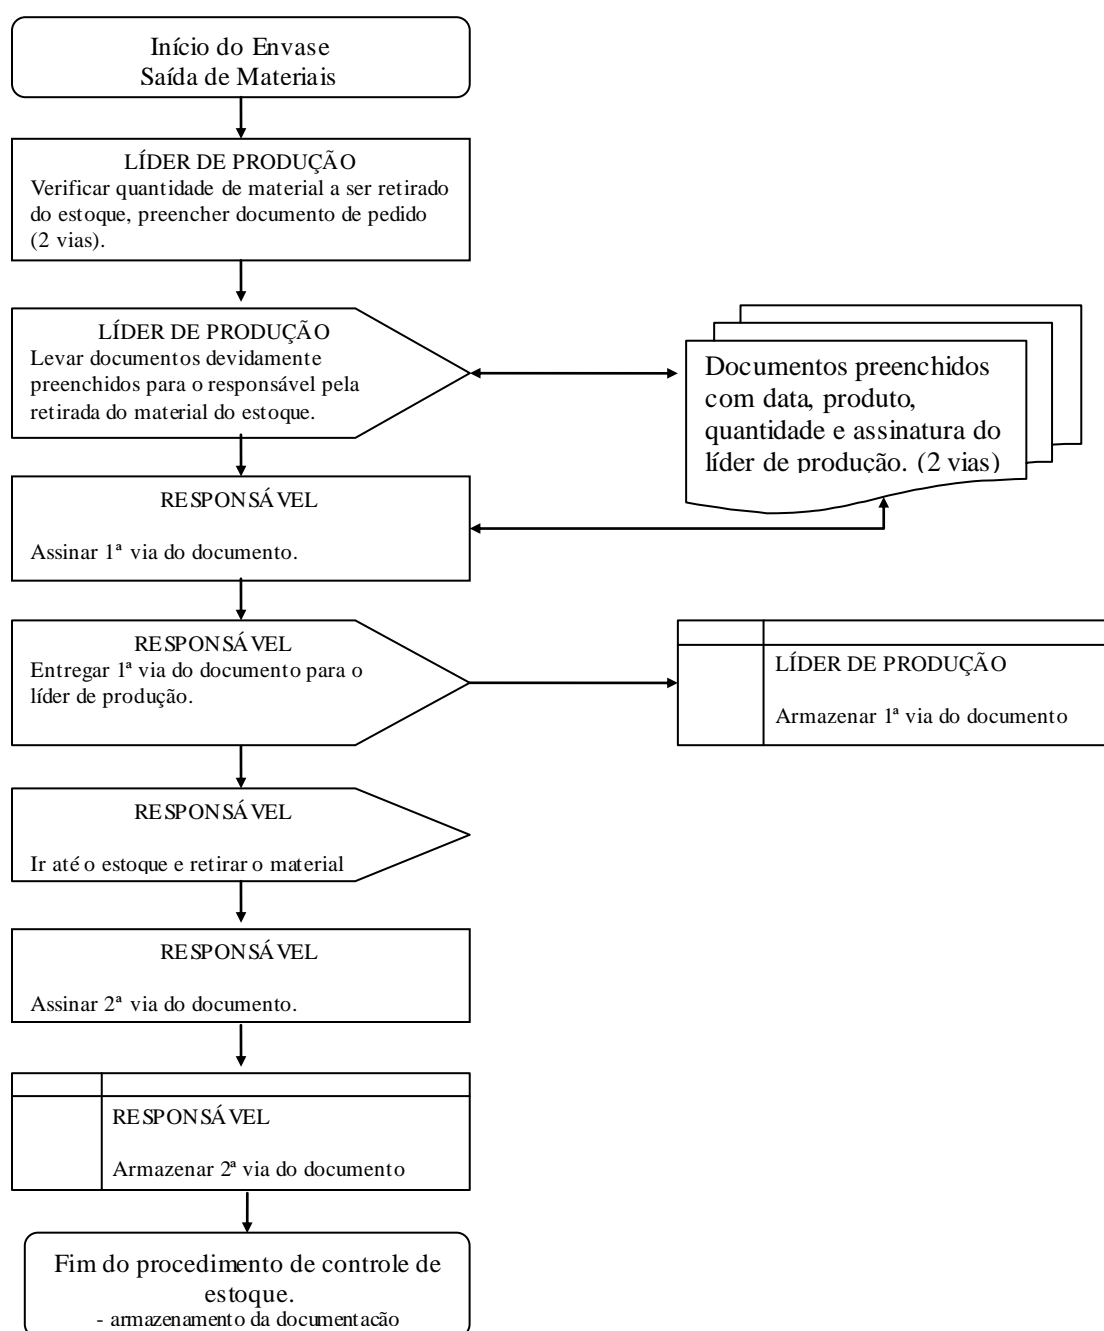 Início do Envase
Saída de Materiais
LÍDER DE PRODUÇÃO
Verificar quantidade de material a ser retirado
do estoque, preencher documento de pedido
(2 vias).
LÍDER DE PRODUÇÃO
Levar documentos devidamente
preenchidos para o responsável pela
retirada do material do estoque.
Documentos preenchidos
com data, produto,
quantidade e assinatura do
líder de produção. (2 vias)
RESPONSÁVEL
Assinar 1ª via do documento.
RESPONSÁVEL
Entregar 1ª via do documento para o
líder de produção.
LÍDER DE PRODUÇÃO
Armazenar 1ª via do documento
RESPONSÁVEL
Ir até o estoque e retirar o material
RESPONSÁVEL
Assinar 2ª via do documento.
RESPONSÁVEL
Armazenar 2ª via do documento
Fim do procedimento de controle de
estoque.
- armazenamento da documentação